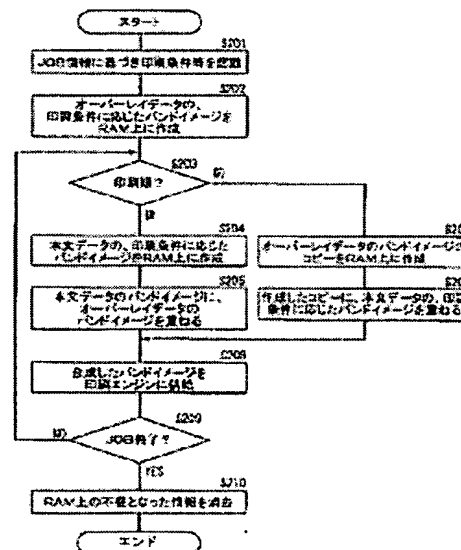 スタート
S201
JOB情報に基づき印刷条件等を認識
S202
オーバーレイデータの、
印刷条件に応じたバンドイメージを
RAM上に作成
S203
印刷順?
S204
本文データの、印刷条件に応じた
バンドイメージをRAM上に作成
オーバーレイデータのバンドイメージの
コピーをRAM上に作成
S205
本文データのバンドイメージに、
オーバーレイデータの
バンドイメージを重ねる
作成したコピーに、本文データの、印刷
条件に応じたバンドイメージを重ねる
S208
合成したバンドイメージを
印刷エンジンに供給
S209
JOB終了?
NO
YES
S210
RAM上の不要となった情報を消去
エンド